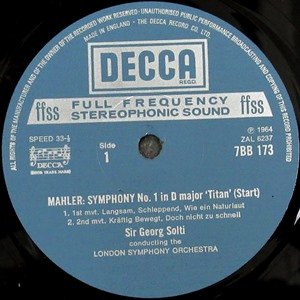 ALL RIGHTS OF THE MANUFACTURER AND OF THE OWNER OF THE RECORDED WORK RESERVED · UNAUTHORISED PUBLIC PERFORMANCE, BROADCASTING AND COPYING OF THIS RECORD PROHIBITED
MADE IN ENGLAND · THE DECCA RECORD CO. LTD.
DECCA
REGD.
ffss
FULL FREQUENCY
STEREOPHONIC SOUND
ffss
SPEED 33⅓
Side
1
℗ 1964
ZAL 6237
7BB 173
MAHLER: SYMPHONY No. 1 in D major 'Titan' (Start)
1. 1st mvt. Langsam, Schleppend, Wie ein Naturlaut
2. 2nd mvt. Kräftig Bewegt, Doch nicht zu schnell
Sir Georg Solti
conducting the
LONDON SYMPHONY ORCHESTRA